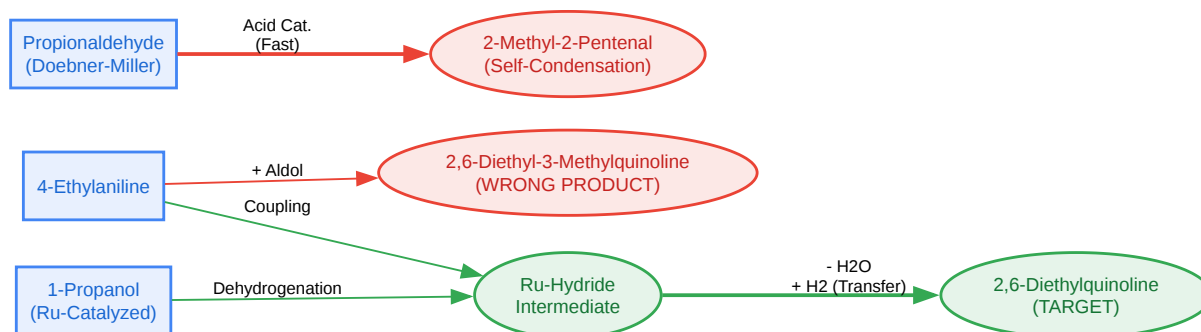 Propionaldehyde
(Doebner-Miller)
Acid Cat.
(Fast)
2-Methyl-2-Pentenal
(Self-Condensation)
4-Ethylaniline
+ Aldol
2,6-Diethyl-3-Methylquinoline
(WRONG PRODUCT)
Coupling
1-Propanol
(Ru-Catalyzed)
Dehydrogenation
Ru-Hydride
Intermediate
- H2O
+ H2 (Transfer)
2,6-Diethylquinoline
(TARGET)